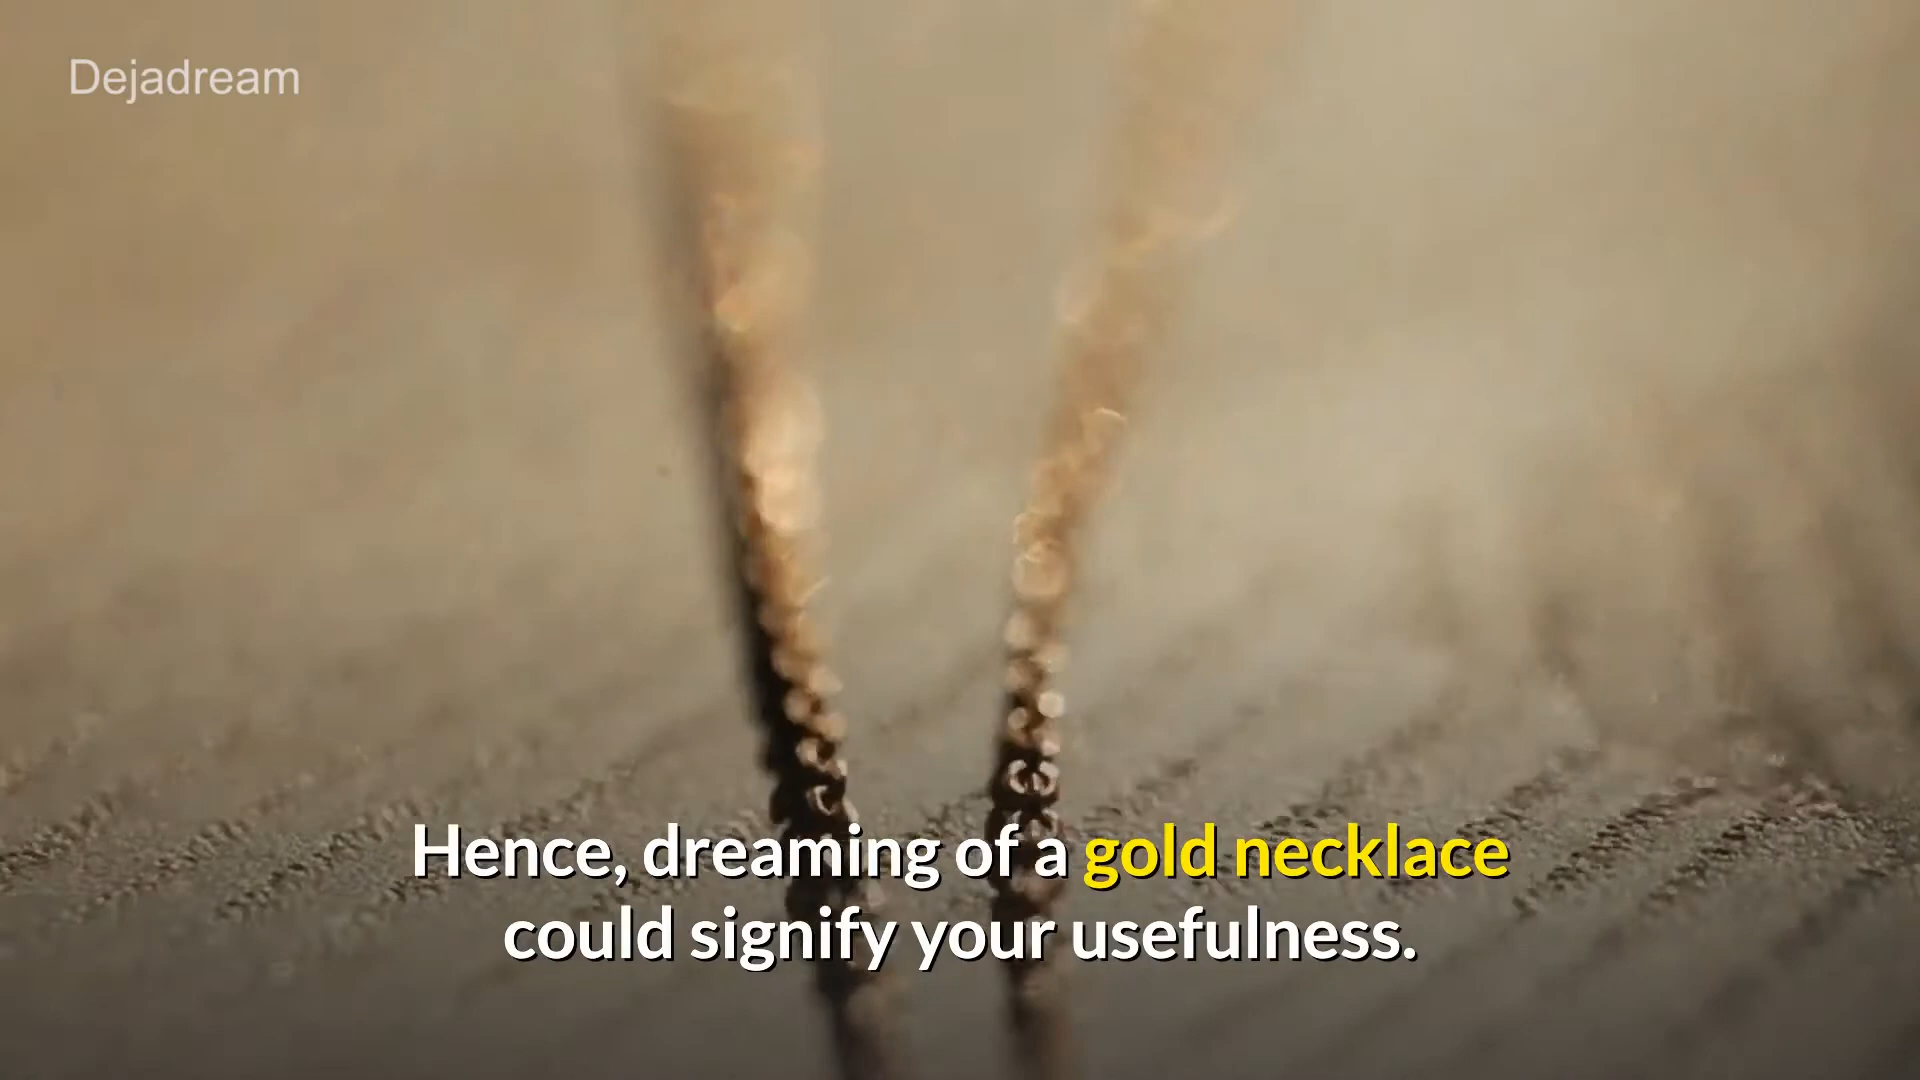 Dejadream
Hence, dreaming of a gold necklace
could signify your usefulness.